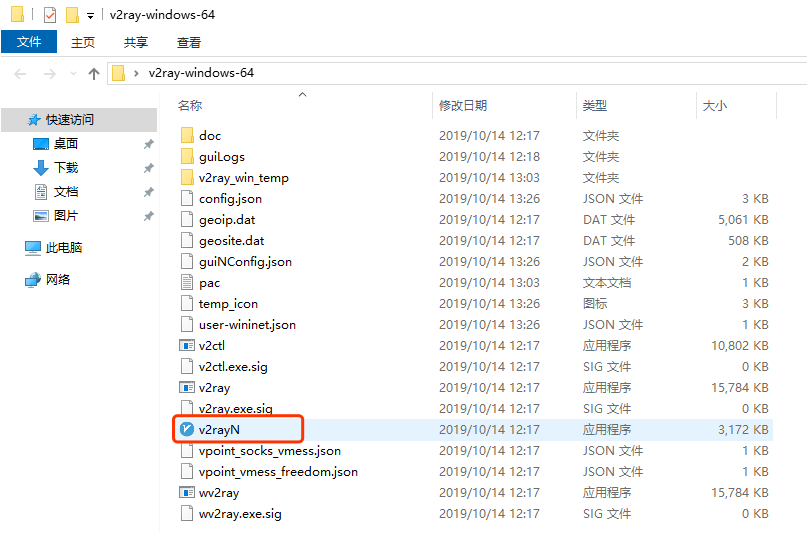 v2ray-windows-64
文件 主页 共享 查看
v2ray-windows-64
名称 修改日期 类型 大小
快速访问
桌面
下载
文档
图片
此电脑
网络
doc 2019/10/14 12:17 文件夹
guiLogs 2019/10/14 12:18 文件夹
v2ray_win_temp 2019/10/14 13:03 文件夹
config.json 2019/10/14 13:26 JSON 文件 3 KB
geoip.dat 2019/10/14 12:17 DAT 文件 5,061 KB
geosite.dat 2019/10/14 12:17 DAT 文件 508 KB
guiNConfig.json 2019/10/14 13:26 JSON 文件 2 KB
pac 2019/10/14 13:03 文本文档 1 KB
temp_icon 2019/10/14 13:26 图标 3 KB
user-wininet.json 2019/10/14 13:26 JSON 文件 1 KB
v2ctl 2019/10/14 12:17 应用程序 10,802 KB
v2ctl.exe.sig 2019/10/14 12:17 SIG 文件 0 KB
v2ray 2019/10/14 12:17 应用程序 15,784 KB
v2ray.exe.sig 2019/10/14 12:17 SIG 文件 0 KB
v2rayN 2019/10/14 12:17 应用程序 3,172 KB
vpoint_socks_vmess.json 2019/10/14 12:17 JSON 文件 1 KB
vpoint_vmess_freedom.json 2019/10/14 12:17 JSON 文件 1 KB
wv2ray 2019/10/14 12:17 应用程序 15,784 KB
wv2ray.exe.sig 2019/10/14 12:17 SIG 文件 0 KB